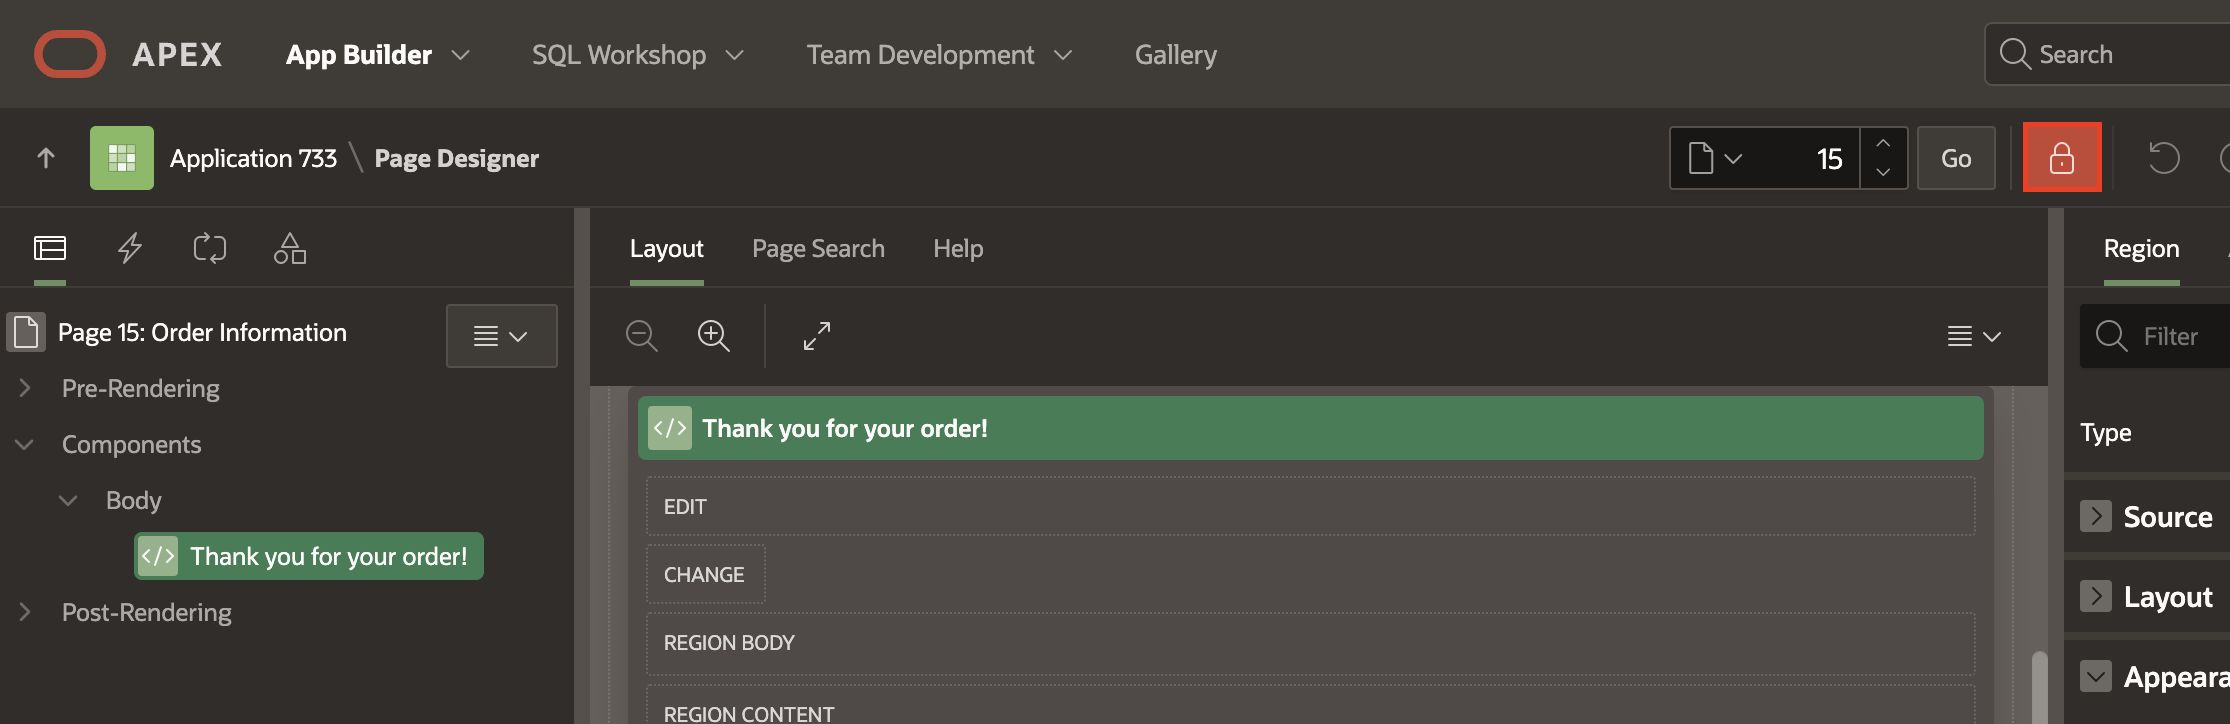 APEX
App Builder
SQL Workshop
Team Development
Gallery
Search
Application 733 \ Page Designer
15
Go
Layout
Page Search
Help
Region
Page 15: Order Information
Pre-Rendering
Components
Body
</> Thank you for your order!
Post-Rendering
</> Thank you for your order!
EDIT
CHANGE
REGION BODY
REGION CONTENT
Filter
Type
Source
Layout